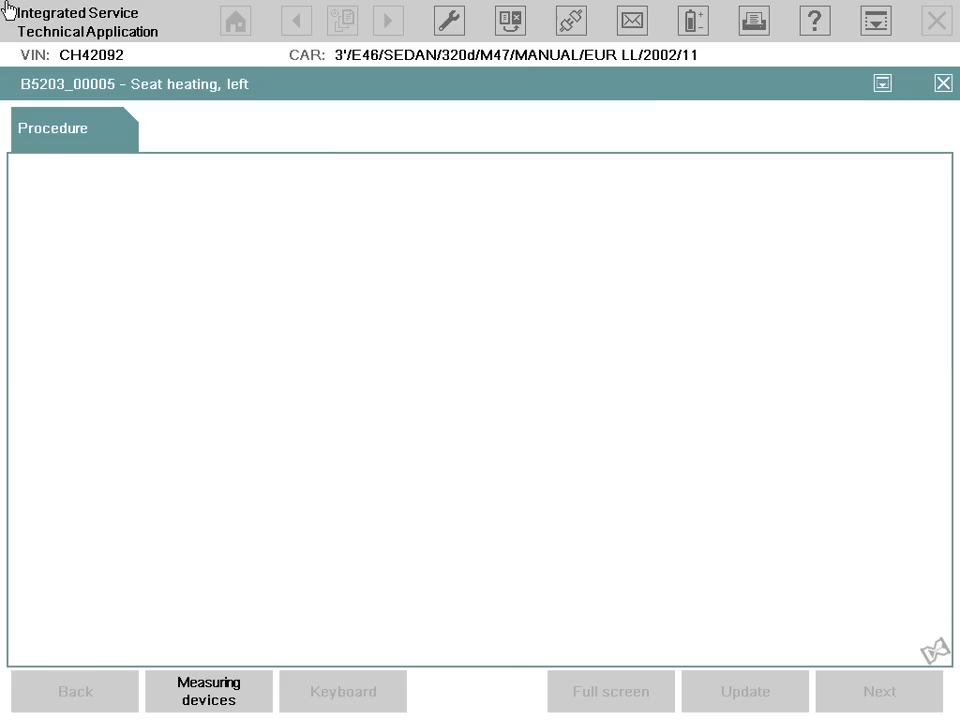 Integrated Service
Technical Application
VIN: CH42092 CAR: 3'/E46/SEDAN/320d/M47/MANUAL/EUR LL/2002/11
B5203_00005 - Seat heating, left
Procedure
Back
Measuring
devices
Keyboard
Full screen
Update
Next